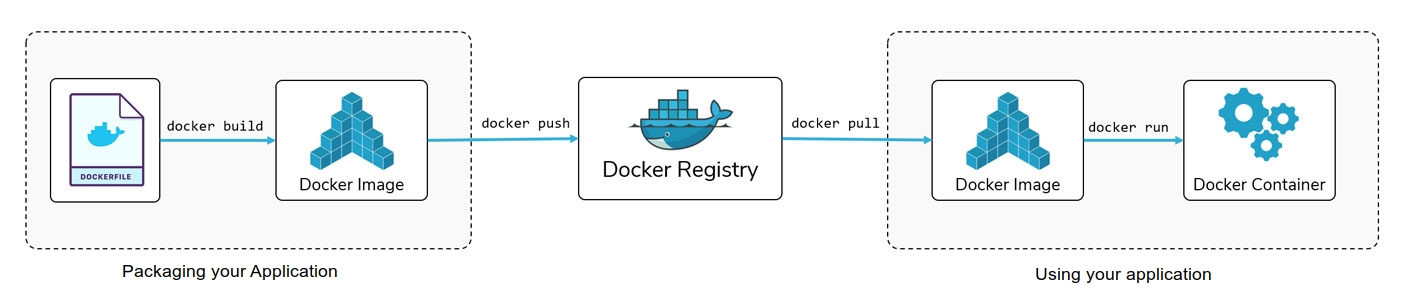 DOCKERFILE
docker build
Docker Image
docker push
Docker Registry
docker pull
Docker Image
docker run
Docker Container
Packaging your Application
Using your application